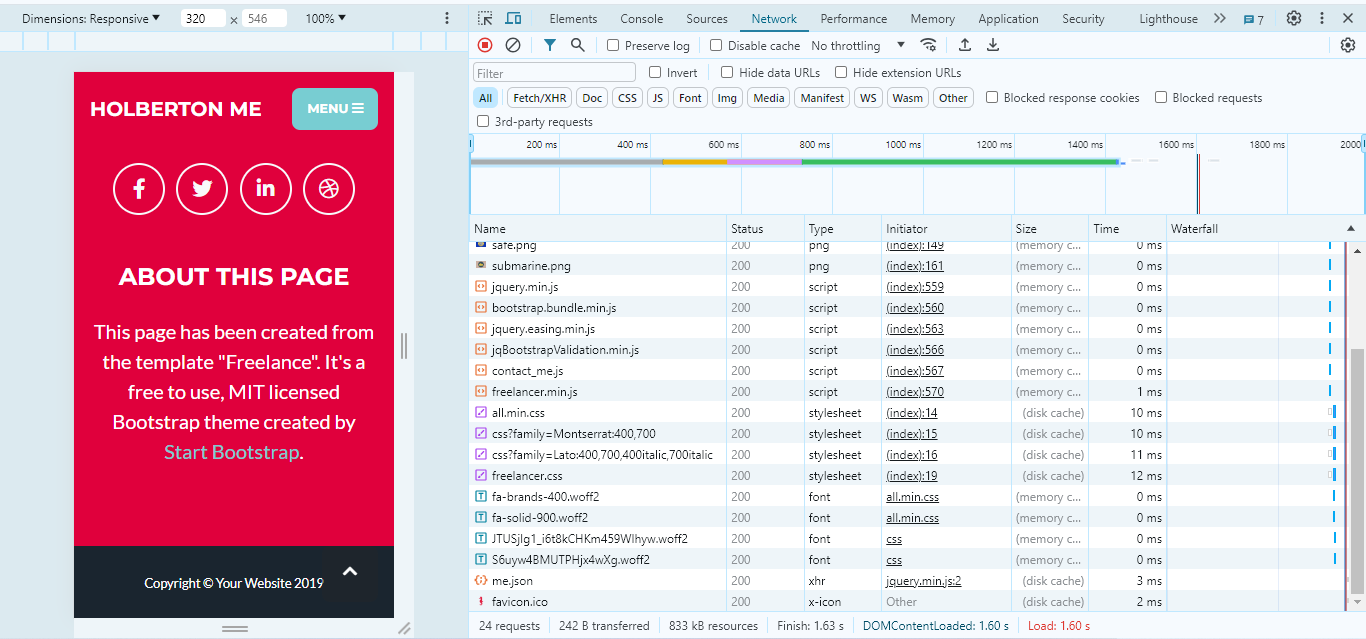 Dimensions: Responsive ▼ 320 × 546 100% ▼
Elements Console Sources Network Performance Memory Application Security Lighthouse 7
Preserve log Disable cache No throttling ▼
Filter Invert Hide data URLs Hide extension URLs
All Fetch/XHR Doc CSS JS Font Img Media Manifest WS Wasm Other Blocked response cookies Blocked requests
3rd-party requests
200 ms 400 ms 600 ms 800 ms 1000 ms 1200 ms 1400 ms 1600 ms 1800 ms 2000
Name Status Type Initiator Size Time Waterfall
safe.png 200 png (index):149 (memory c... 0 ms
submarine.png 200 png (index):161 (memory c... 0 ms
jquery.min.js 200 script (index):559 (memory c... 0 ms
bootstrap.bundle.min.js 200 script (index):560 (memory c... 0 ms
jquery.easing.min.js 200 script (index):563 (memory c... 0 ms
jqBootstrapValidation.min.js 200 script (index):566 (memory c... 0 ms
contact_me.js 200 script (index):567 (memory c... 0 ms
freelancer.min.js 200 script (index):570 (memory c... 1 ms
all.min.css 200 stylesheet (index):14 (disk cache) 10 ms
css?family=Montserrat:400,700 200 stylesheet (index):15 (disk cache) 10 ms
css?family=Lato:400,700,400italic,700italic 200 stylesheet (index):16 (disk cache) 11 ms
freelancer.css 200 stylesheet (index):19 (disk cache) 12 ms
fa-brands-400.woff2 200 font all.min.css (memory c... 0 ms
fa-solid-900.woff2 200 font all.min.css (memory c... 0 ms
JTUSjIg1_i6t8kCHKm459Wlhyw.woff2 200 font css (memory c... 0 ms
S6uyw4BMUTPHjx4wXg.woff2 200 font css (memory c... 0 ms
me.json 200 xhr jquery.min.js:2 (disk cache) 3 ms
favicon.ico 200 x-icon Other (disk cache) 2 ms
24 requests 242 B transferred 833 kB resources Finish: 1.63 s DOMContentLoaded: 1.60 s Load: 1.60 s
HOLBERTON ME MENU
ABOUT THIS PAGE
This page has been created from
the template "Freelance". It's a
free to use, MIT licensed
Bootstrap theme created by
Start Bootstrap.
Copyright © Your Website 2019